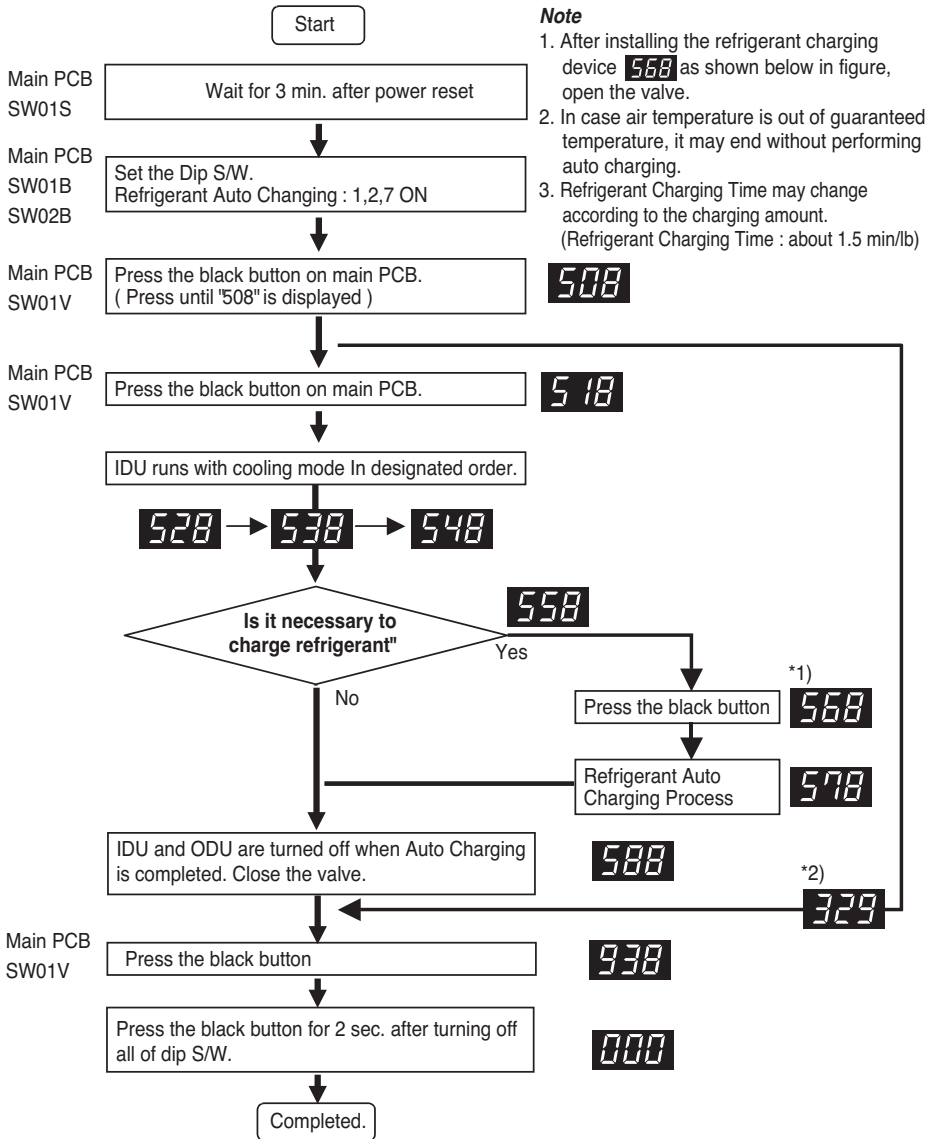 Start
Note
1. After installing the refrigerant charging
device 568 as shown below in figure,
open the valve.
2. In case air temperature is out of guaranteed
temperature, it may end without performing
auto charging.
3. Refrigerant Charging Time may change
according to the charging amount.
(Refrigerant Charging Time : about 1.5 min/lb)
Main PCB
SW01S
Wait for 3 min. after power reset
Main PCB
SW01B
SW02B
Set the Dip S/W.
Refrigerant Auto Changing : 1,2,7 ON
Main PCB
SW01V
Press the black button on main PCB.
( Press until "508" is displayed )
508
Main PCB
SW01V
Press the black button on main PCB.
518
IDU runs with cooling mode In designated order.
528 538 548
Is it necessary to
charge refrigerant"
558
Yes
No
*1)
Press the black button
568
Refrigerant Auto
Charging Process
578
IDU and ODU are turned off when Auto Charging
is completed. Close the valve.
588
*2)
329
Main PCB
SW01V
Press the black button
938
Press the black button for 2 sec. after turning off
all of dip S/W.
000
Completed.